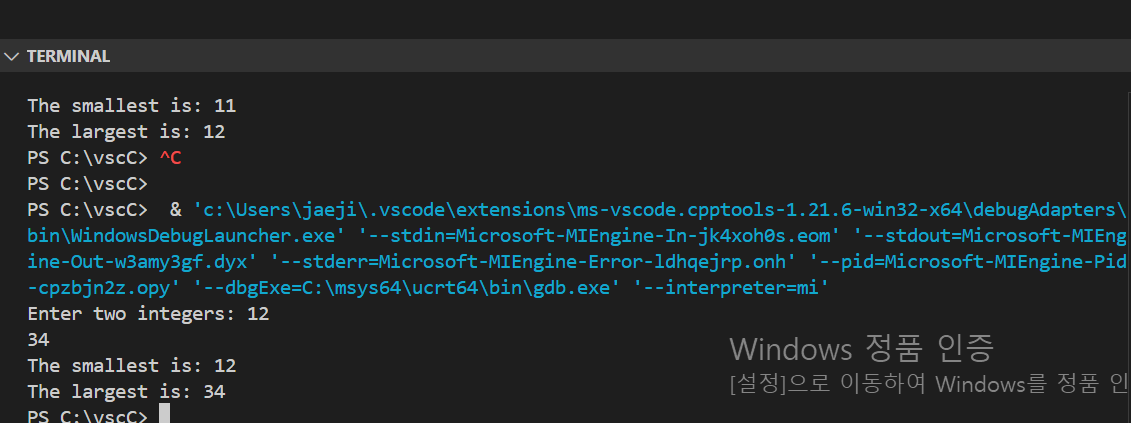 TERMINAL
The smallest is: 11
The largest is: 12
PS C:\vscC> ^C
PS C:\vscC>
PS C:\vscC>  & 'c:\Users\jaeji\.vscode\extensions\ms-vscode.cpptools-1.21.6-win32-x64\debugAdapters\
bin\WindowsDebugLauncher.exe' '--stdin=Microsoft-MIEngine-In-jk4xoh0s.eom' '--stdout=Microsoft-MIEng
ine-Out-w3amy3gf.dyx' '--stderr=Microsoft-MIEngine-Error-ldhqejrp.onh' '--pid=Microsoft-MIEngine-Pid
-cpzbjn2z.opy' '--dbgExe=C:\msys64\ucrt64\bin\gdb.exe' '--interpreter=mi'
Enter two integers: 12
34
The smallest is: 12
The largest is: 34
PS C:\vscC>
Windows 정품 인증
[설정]으로 이동하여 Windows를 정품 인